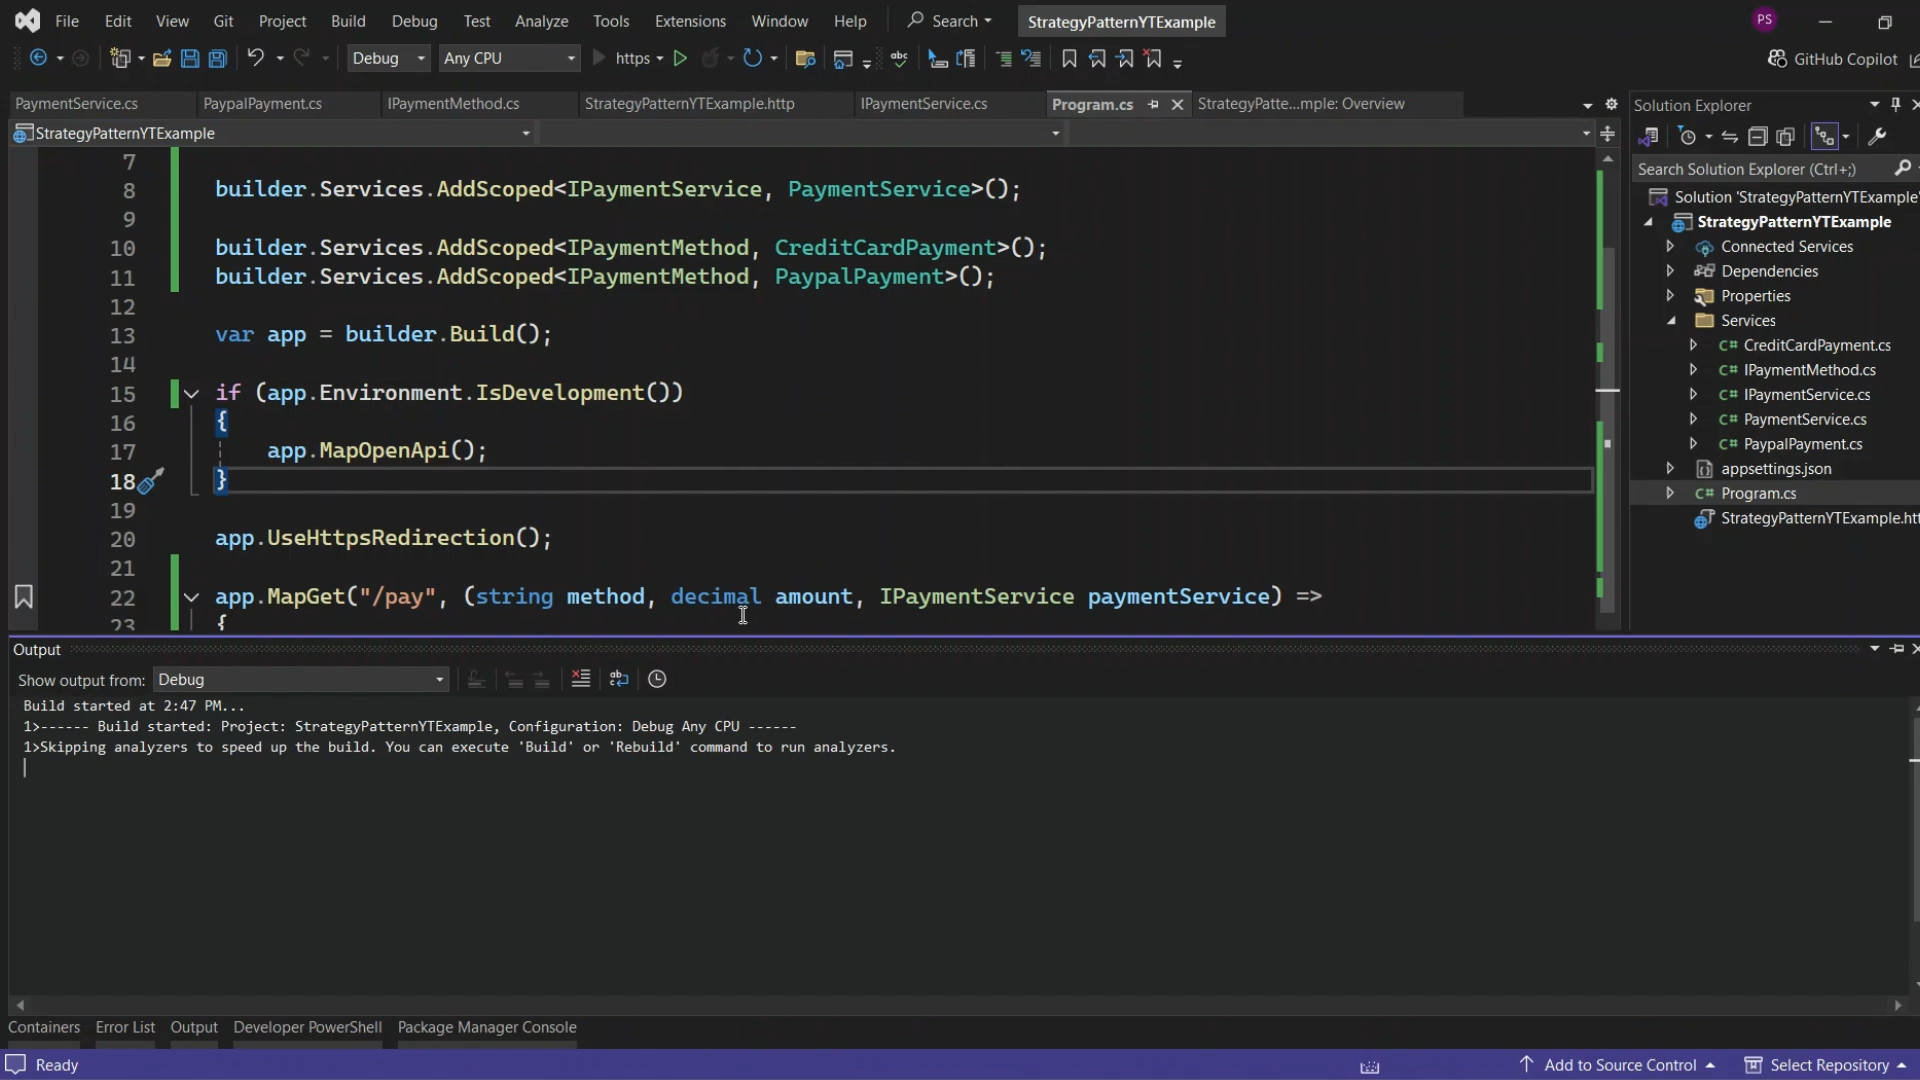 File Edit View Git Project Build Debug Test Analyze Tools Extensions Window Help Search StrategyPatternYTExample PS
Debug Any CPU https GitHub Copilot
PaymentService.cs PaypalPayment.cs IPaymentMethod.cs StrategyPatternYTExample.http IPaymentService.cs Program.cs StrategyPatte...mple: Overview
StrategyPatternYTExample
7
8 builder.Services.AddScoped<IPaymentService, PaymentService>();
9
10 builder.Services.AddScoped<IPaymentMethod, CreditCardPayment>();
11 builder.Services.AddScoped<IPaymentMethod, PaypalPayment>();
12
13 var app = builder.Build();
14
15 if (app.Environment.IsDevelopment())
16 {
17 app.MapOpenApi();
18 }
19
20 app.UseHttpsRedirection();
21
22 app.MapGet("/pay", (string method, decimal amount, IPaymentService paymentService) =>
23 {
Solution Explorer
Search Solution Explorer (Ctrl+;)
Solution 'StrategyPatternYTExample'
StrategyPatternYTExample
Connected Services
Dependencies
Properties
Services
C# CreditCardPayment.cs
C# IPaymentMethod.cs
C# IPaymentService.cs
C# PaymentService.cs
C# PaypalPayment.cs
appsettings.json
C# Program.cs
StrategyPatternYTExample.htt
Output
Show output from: Debug
Build started at 2:47 PM...
1>------ Build started: Project: StrategyPatternYTExample, Configuration: Debug Any CPU ------
1>Skipping analyzers to speed up the build. You can execute 'Build' or 'Rebuild' command to run analyzers.
Containers Error List Output Developer PowerShell Package Manager Console
Ready Add to Source Control Select Repository